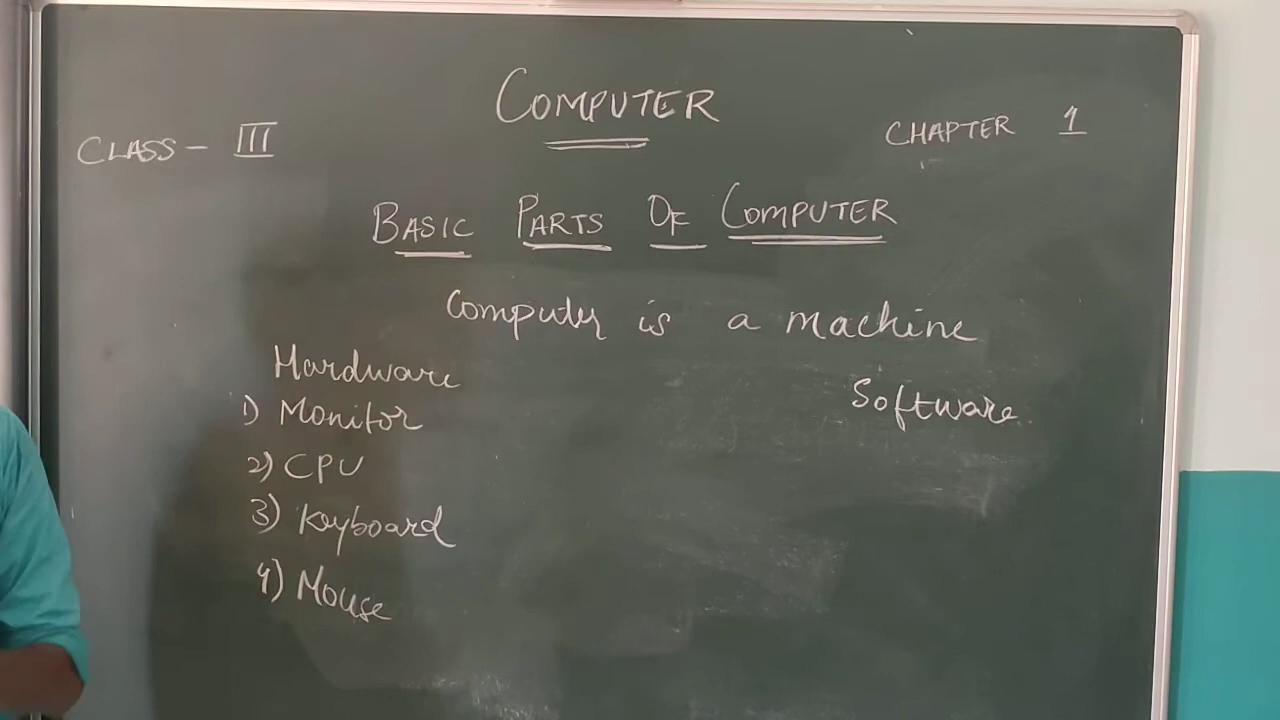 COMPUTER
CLASS - III
CHAPTER 1
BASIC PARTS OF COMPUTER
Computer is a machine
Hardware
Software
1) Monitor
2) CPU
3) Keyboard
4) Mouse